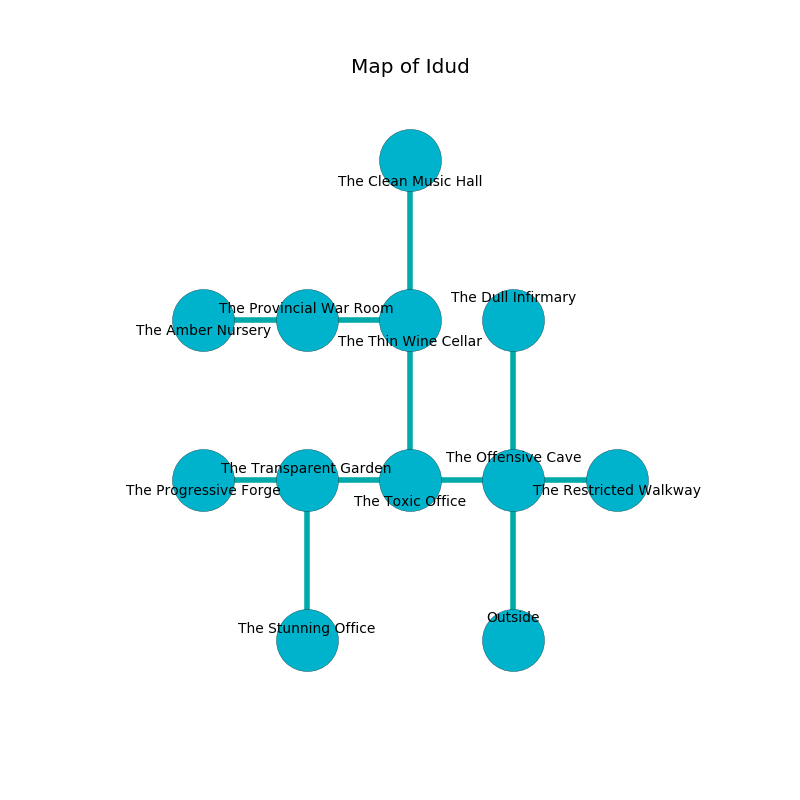 Map of Idud
The Clean Music Hall
The Dull Infirmary
The Provincial War Room
The Amber Nursery
The Thin Wine Cellar
The Offensive Cave
The Transparent Garden
The Progressive Forge
The Restricted Walkway
The Toxic Office
Outside
The Stunning Office